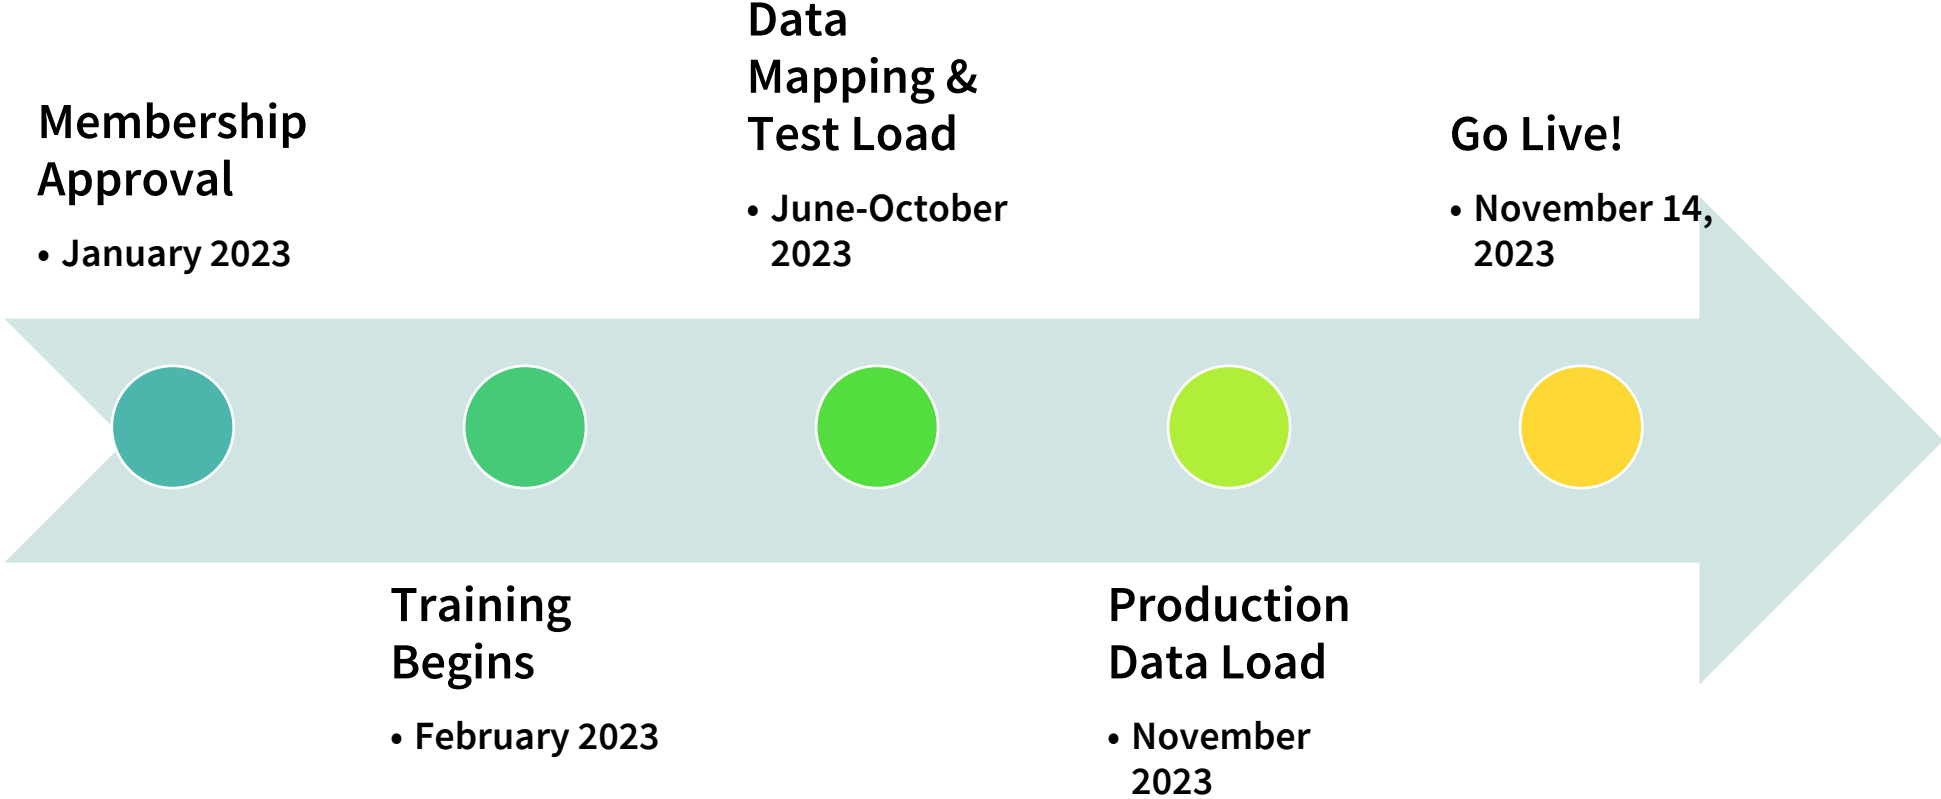 Membership
Approval
• January 2023
Training
Begins
• February 2023
Data
Mapping &
Test Load
• June-October
2023
Production
Data Load
• November
2023
Go Live!
• November 14,
2023